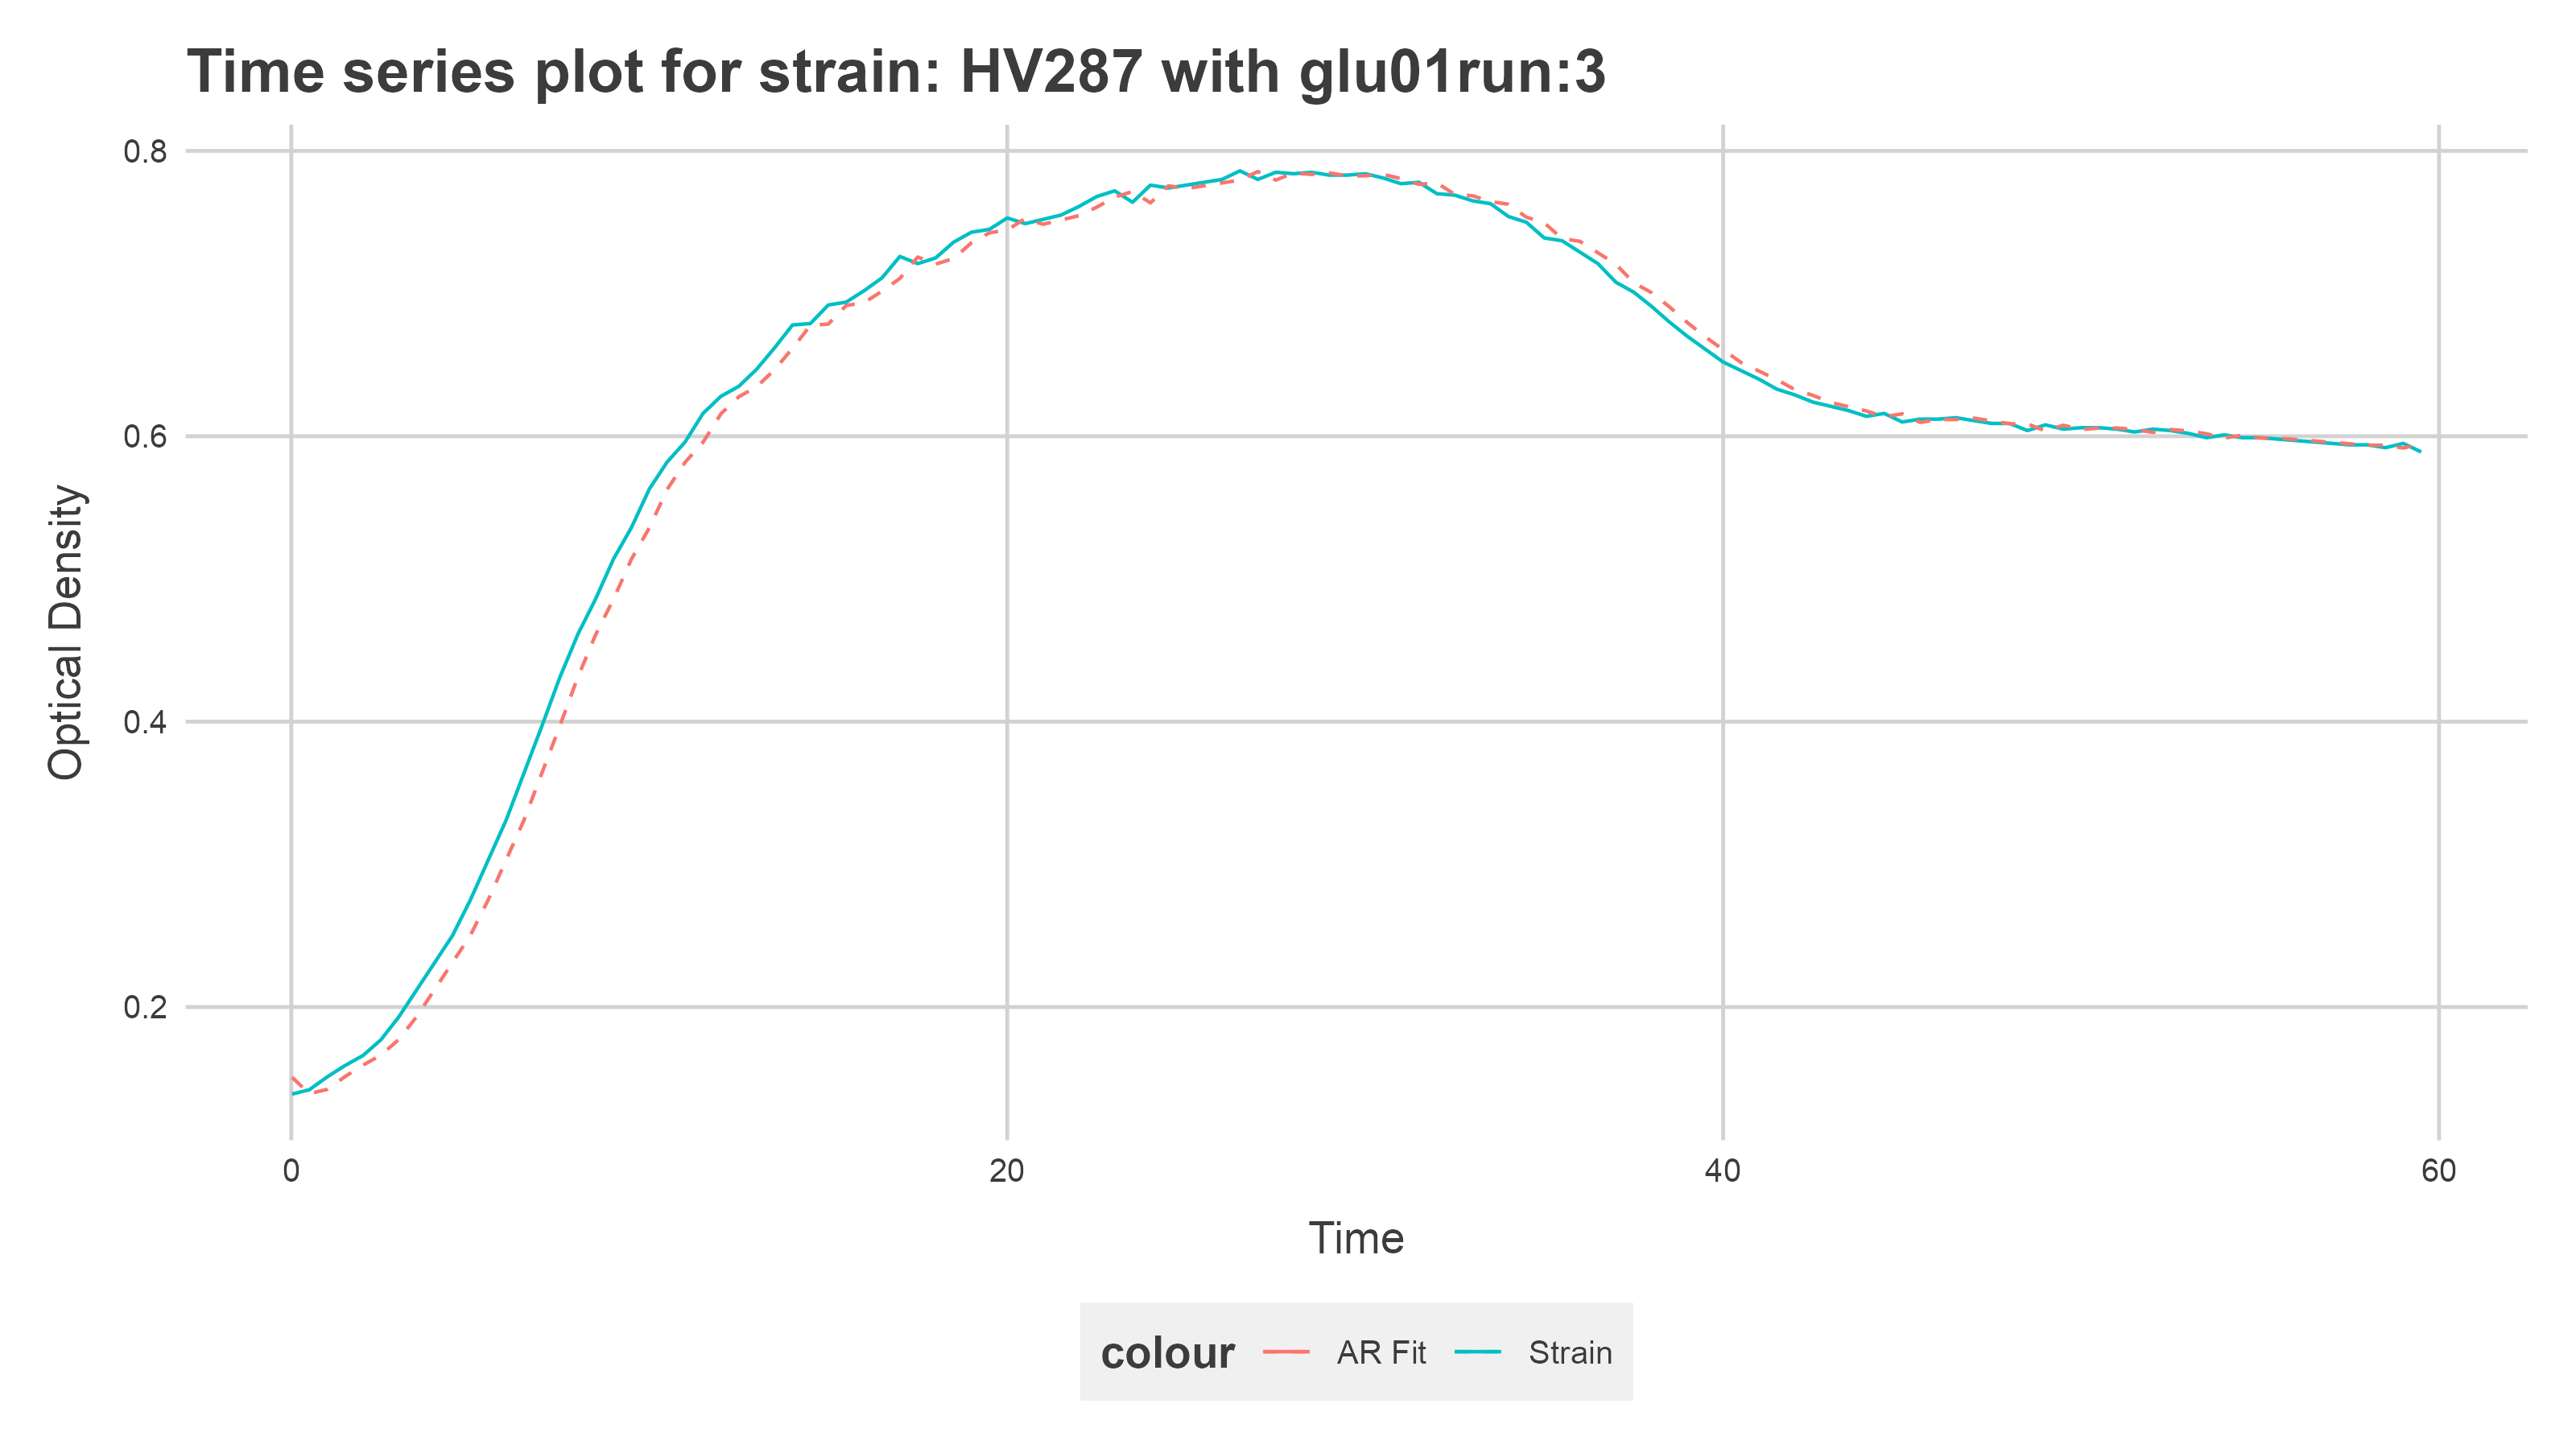 Time series plot for strain: HV287 with glu01run:3
0.8
0.6
0.4
0.2
Optical Density
0 20 40 60
Time
colour AR Fit Strain